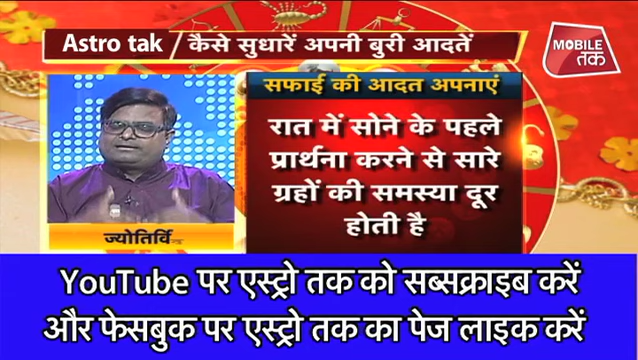 Astro tak / कैसे सुधारें अपनी बुरी आदतें
MOBILE
तक
सफाई की आदत अपनाएं
रात में सोने के पहले
प्रार्थना करने से सारे
ग्रहों की समस्या दूर
होती है
YouTube पर एस्ट्रो तक को सब्सक्राइब करें
और फेसबुक पर एस्ट्रो तक का पेज लाइक करें